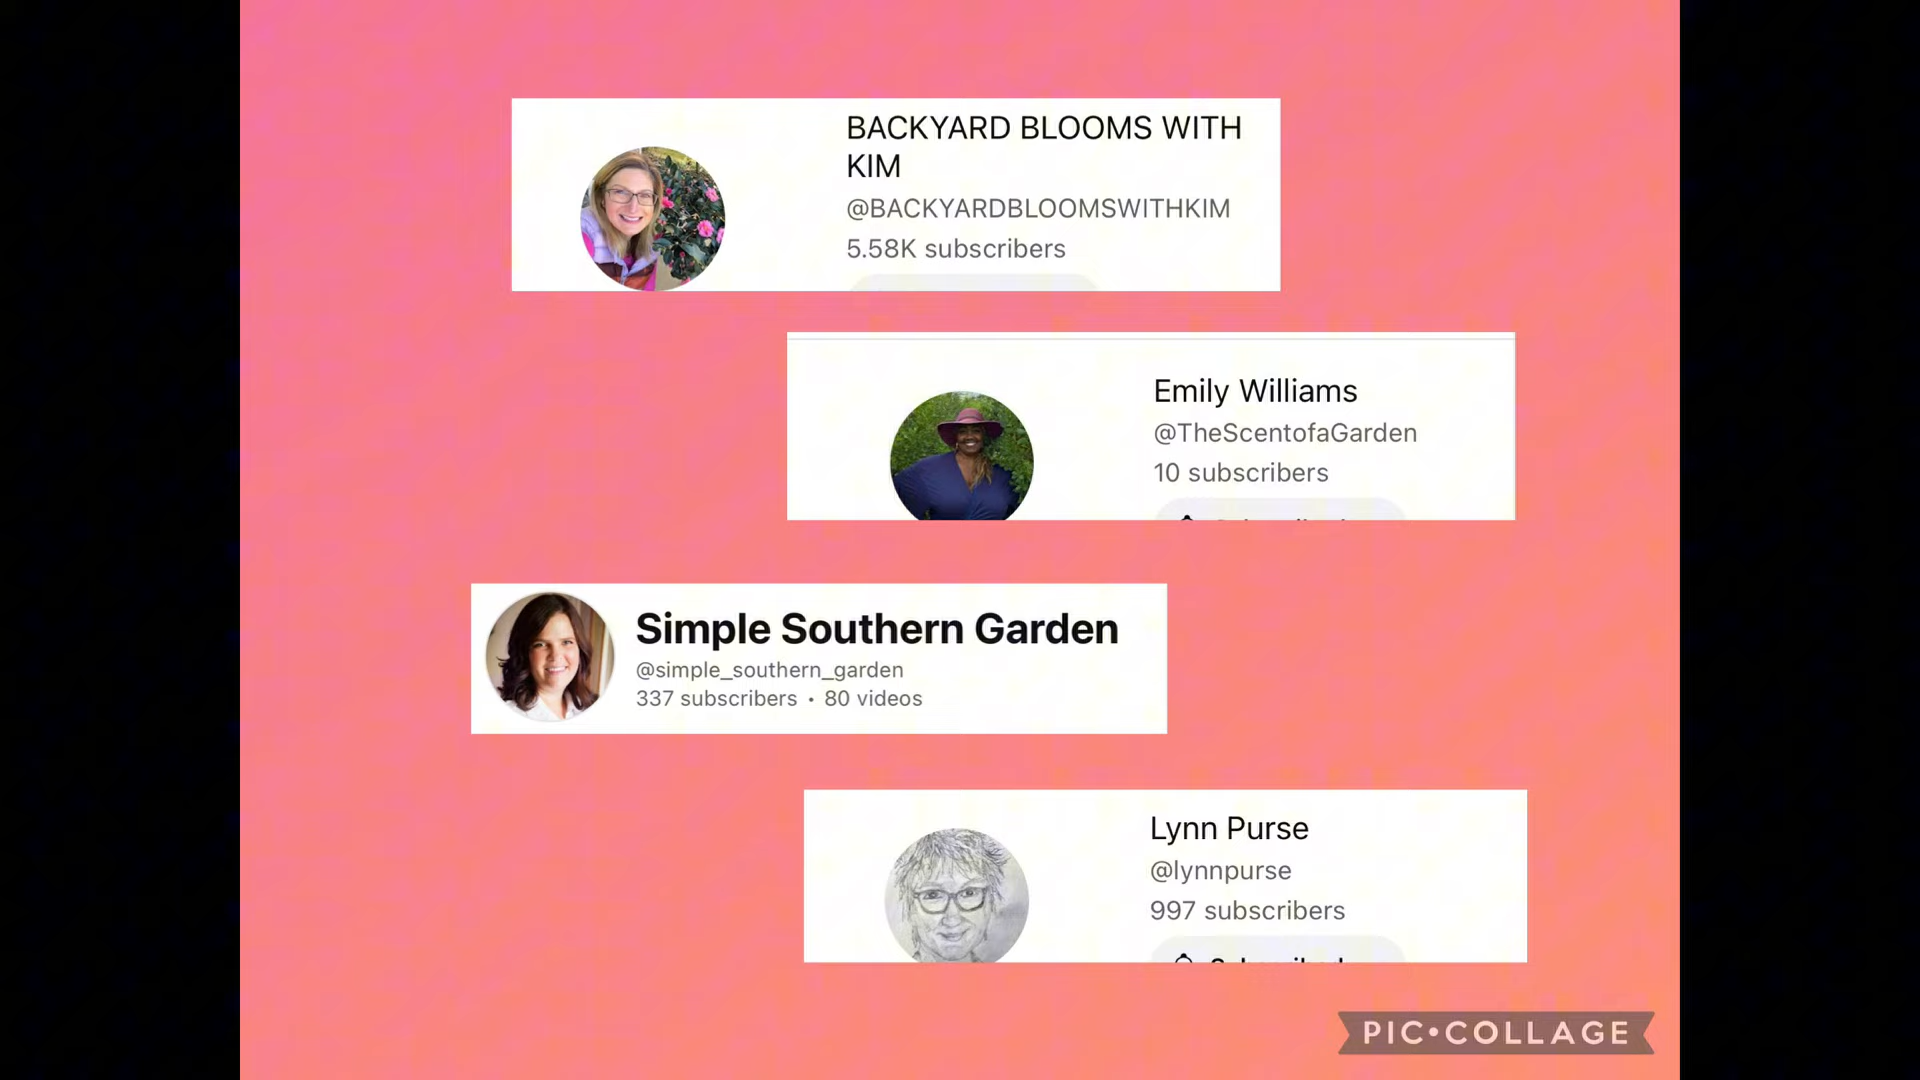 BACKYARD BLOOMS WITH
KIM
@BACKYARDBLOOMSWITHKIM
5.58K subscribers
Emily Williams
@TheScentofaGarden
10 subscribers
Simple Southern Garden
@simple_southern_garden
337 subscribers • 80 videos
Lynn Purse
@lynnpurse
997 subscribers
PIC•COLLAGE